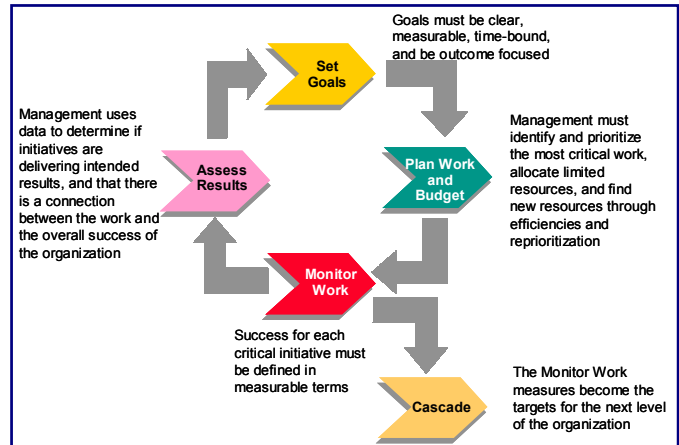 Goals must be clear,
measurable, time-bound,
and be outcome focused
Set
Goals
Management uses
data to determine if
initiatives are
delivering intended
results, and that there
is a connection
between the work and
the overall success of
the organization
Assess
Results
Plan Work
and
Budget
Management must
identify and prioritize
the most critical work,
allocate limited
resources, and find
new resources through
efficiencies and
reprioritization
Monitor
Work
Success for each
critical initiative must
be defined in
measurable terms
Cascade
The Monitor Work
measures become the
targets for the next level
of the organization